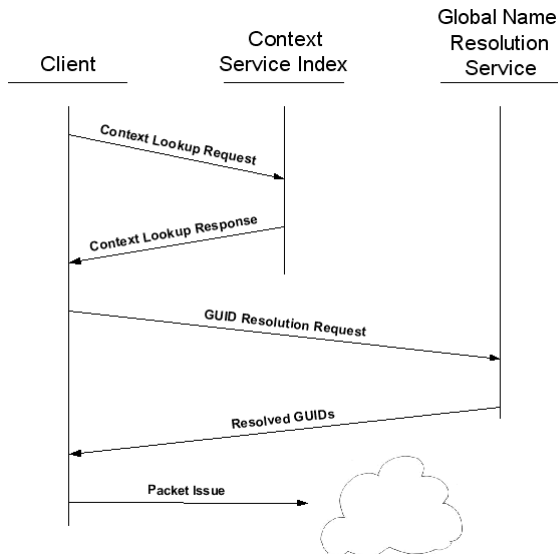 Client
Context
Service Index
Global Name
Resolution
Service
Context Lookup Request
Context Lookup Response
GUID Resolution Request
Resolved GUIDs
Packet Issue